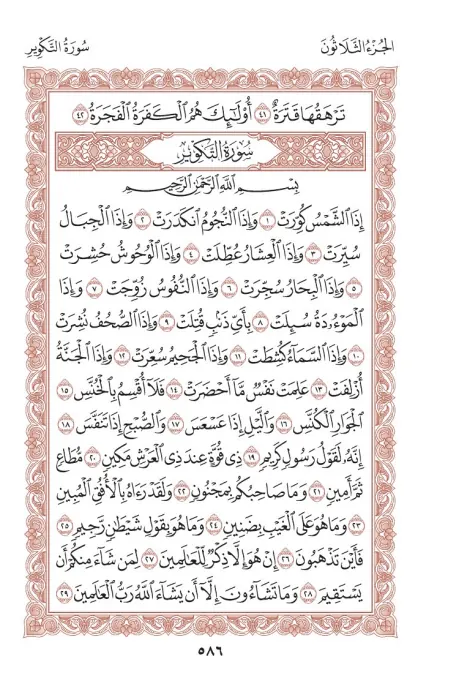 سُورَةُ التَّكْوِيرِ الجُزْءُ الثَّلَاثُونَ
تَرْهَقُهَا قَتَرَةٌ ٤١ أُوْلَٰٓئِكَ هُمُ ٱلْكَفَرَةُ ٱلْفَجَرَةُ ٤٢
سُورَةُ التَّكْوِيرِ
بِسْمِ ٱللَّهِ ٱلرَّحْمَٰنِ ٱلرَّحِيمِ
إِذَا ٱلشَّمْسُ كُوِّرَتْ ١ وَإِذَا ٱلنُّجُومُ ٱنكَدَرَتْ ٢ وَإِذَا ٱلْجِبَالُ
سُيِّرَتْ ٣ وَإِذَا ٱلْعِشَارُ عُطِّلَتْ ٤ وَإِذَا ٱلْوُحُوشُ حُشِرَتْ
٥ وَإِذَا ٱلْبِحَارُ سُجِّرَتْ ٦ وَإِذَا ٱلنُّفُوسُ زُوِّجَتْ ٧ وَإِذَا
ٱلْمَوْءُۥدَةُ سُئِلَتْ ٨ بِأَيِّ ذَنۢبٍ قُتِلَتْ ٩ وَإِذَا ٱلصُّحُفُ نُشِرَتْ
١٠ وَإِذَا ٱلسَّمَآءُ كُشِطَتْ ١١ وَإِذَا ٱلْجَحِيمُ سُعِّرَتْ ١٢ وَإِذَا ٱلْجَنَّةُ
أُزْلِفَتْ ١٣ عَلِمَتْ نَفْسٌ مَّآ أَحْضَرَتْ ١٤ فَلَآ أُقْسِمُ بِٱلْخُنَّسِ ١٥
ٱلْجَوَارِ ٱلْكُنَّسِ ١٦ وَٱلَّيْلِ إِذَا عَسْعَسَ ١٧ وَٱلصُّبْحِ إِذَا تَنَفَّسَ ١٨
إِنَّهُۥ لَقَوْلُ رَسُولٍ كَرِيمٍ ١٩ ذِي قُوَّةٍ عِندَ ذِي ٱلْعَرْشِ مَكِينٍ ٢٠ مُّطَاعٍ
ثَمَّ أَمِينٍ ٢١ وَمَا صَاحِبُكُم بِمَجْنُونٍ ٢٢ وَلَقَدْ رَءَاهُ بِٱلْأُفُقِ ٱلْمُبِينِ
٢٣ وَمَا هُوَ عَلَى ٱلْغَيْبِ بِضَنِينٍ ٢٤ وَمَا هُوَ بِقَوْلِ شَيْطَٰنٍ رَّجِيمٍ ٢٥
فَأَيْنَ تَذْهَبُونَ ٢٦ إِنْ هُوَ إِلَّا ذِكْرٌ لِّلْعَٰلَمِينَ ٢٧ لِمَن شَآءَ مِنكُمْ أَن
يَسْتَقِيمَ ٢٨ وَمَا تَشَآءُونَ إِلَّآ أَن يَشَآءَ ٱللَّهُ رَبُّ ٱلْعَٰلَمِينَ ٢٩
٥٨٦